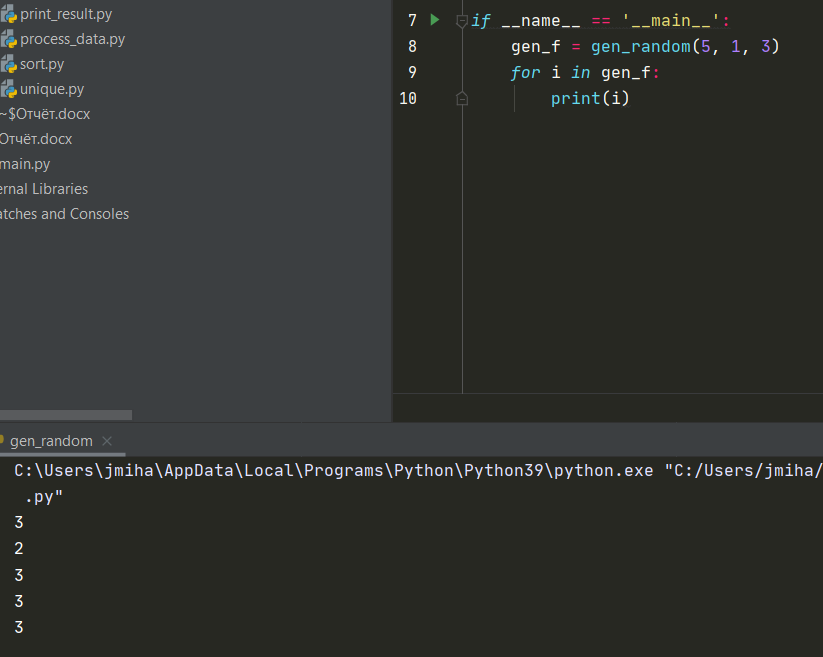 print_result.py
process_data.py
sort.py
unique.py
~$Отчёт.docx
Отчёт.docx
main.py
ernal Libraries
atches and Consoles
7 if __name__ == '__main__':
8 gen_f = gen_random(5, 1, 3)
9 for i in gen_f:
10 print(i)
gen_random
C:\Users\jmiha\AppData\Local\Programs\Python\Python39\python.exe "C:/Users/jmiha/
.py"
3
2
3
3
3